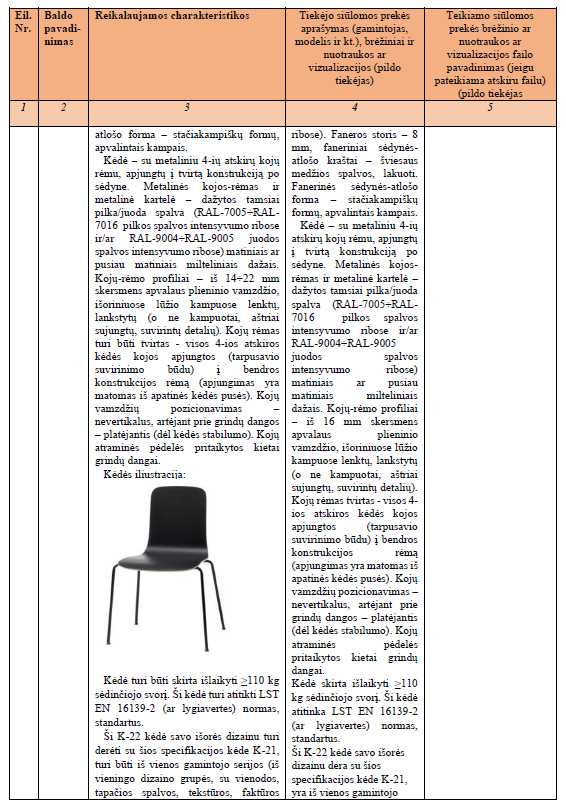 Eil. Nr.
Baldo pavadi-nimas
Reikalaujamos charakteristikos
Tiekėjo siūlomos prekės aprašymas (gamintojas, modelis ir kt.), brėžiniai ir nuotraukos ar vizualizacijos (pildo tiekėjas)
Teikiamo siūlomos prekės brėžinio ar nuotraukos ar vizualizacijos failo pavadinimas (jeigu pateikiama atskiru failu) (pildo tiekėjas
1
2
3
4
5
atlošo forma – stačiakampiškų formų,
apvalintais kampais.
Kėdė – su metaliniu 4-ių atskirų kojų
rėmu, apjungtų į tvirtą konstrukciją po
sėdyne. Metalinės kojos-rėmas ir
metalinė kartelė – dažytos tamsiai
pilka/juoda spalva (RAL-7005÷RAL-
7016 pilkos spalvos intensyvumo ribose
ir/ar RAL-9004÷RAL-9005 juodos
spalvos intensyvumo ribose) matiniais ar
pusiau matiniais milteliniais dažais.
Kojų-rėmo profiliai – iš 14÷22 mm
skersmens apvalaus plieninio vamzdžio,
išoriniuose lūžio kampuose lenktų,
lankstytų (o ne kampuotai, aštriai
sujungtų, suvirintų detalių). Kojų rėmas
turi būti tvirtas - visos 4-ios atskiros
kėdės kojos apjungtos (tarpusavio
suvirinimo būdu) į bendros
konstrukcijos rėmą (apjungimas yra
matomas iš apatinės kėdės pusės). Kojų
vamzdžių pozicionavimas –
nevertikalus, artėjant prie grindų dangos
– platėjantis (dėl kėdės stabilumo). Kojų
atraminės pėdelės pritaikytos kietai
grindų dangai.
Kėdės iliustracija:
Kėdė turi būti skirta išlaikyti ≥110 kg
sėdinčiojo svorį. Ši kėdė turi atitikti LST
EN 16139-2 (ar lygiavertes) normas,
standartus.
Ši K-22 kėdė savo išorės dizainu turi
derėti su šios specifikacijos kėde K-21,
turi būti iš vienos gamintojo serijos (iš
vieningo dizaino grupės, su vienodos,
tapačios spalvos, tekstūros, faktūros
ribose). Faneros storis – 8
mm, faneriniai sėdynės-
atlošo kraštai – šviesaus
medžios spalvos, lakuoti.
Fanerinės sėdynės-atlošo
forma – stačiakampiškų
formų, apvalintais kampais.
Kėdė – su metaliniu 4-ių
atskirų kojų rėmu, apjungtų
į tvirtą konstrukciją po
sėdyne. Metalinės kojos-
rėmas ir metalinė kartelė –
dažytos tamsiai pilka/juoda
spalva (RAL-7005÷RAL-
7016 pilkos spalvos
intensyvumo ribose ir/ar
RAL-9004÷RAL-9005
juodos spalvos
intensyvumo ribose)
matiniais ar pusiau
matiniais milteliniais
dažais. Kojų-rėmo profiliai
– iš 16 mm skersmens
apvalaus plieninio
vamzdžio, išoriniuose lūžio
kampuose lenktų, lankstytų
(o ne kampuotai, aštriai
sujungtų, suvirintų detalių).
Kojų rėmas tvirtas - visos 4-
ios atskiros kėdės kojos
apjungtos (tarpusavio
suvirinimo būdu) į bendros
konstrukcijos rėmą
(apjungimas yra matomas iš
apatinės kėdės pusės). Kojų
vamzdžių pozicionavimas –
nevertikalus, artėjant prie
grindų dangos – platėjantis
(dėl kėdės stabilumo). Kojų
atraminės pėdelės
pritaikytos kietai grindų
dangai.
Kėdė skirta išlaikyti ≥110
kg sėdinčiojo svorį. Ši kėdė
atitinka LST EN 16139-2
(ar lygiavertes) normas,
standartus.
Ši K-22 kėdė savo išorės
dizainu dera su šios
specifikacijos kėde K-21,
yra iš vienos gamintojo